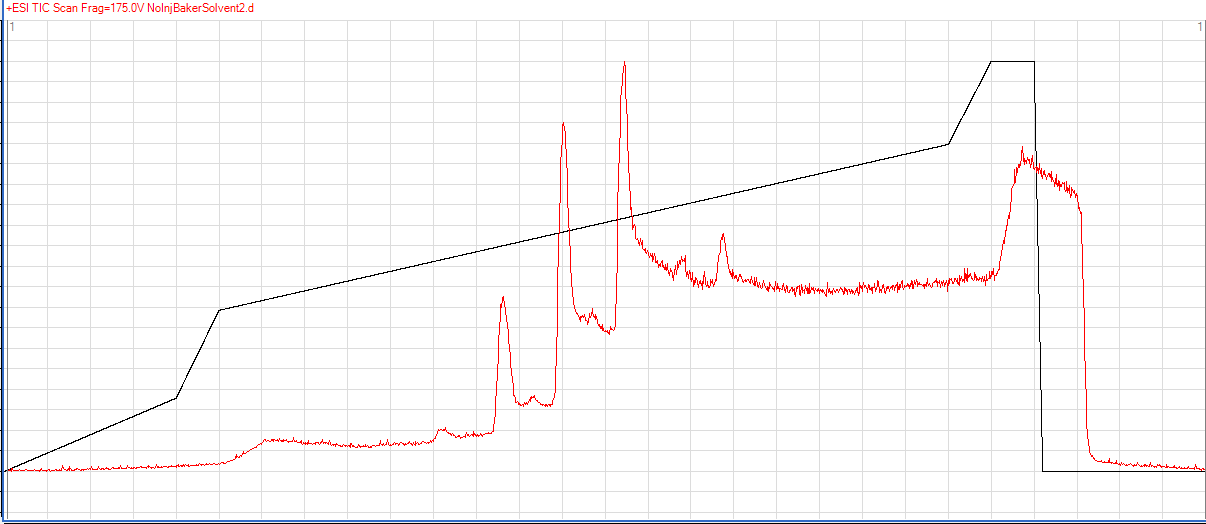 +ESI TIC Scan Frag=175.0V NoInjBakerSolvent2.d
1 1